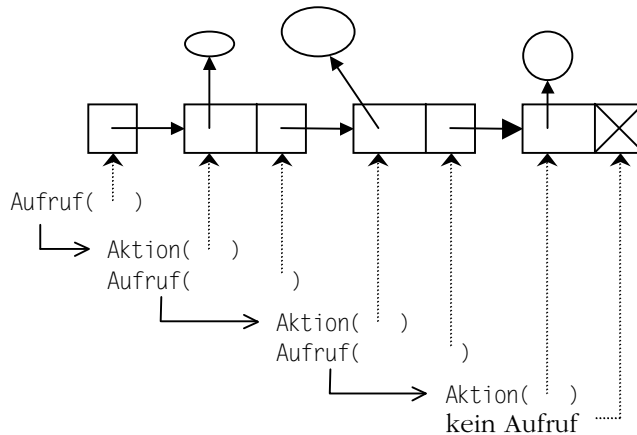 Aufruf( )
Aktion( )
Aufruf( )
Aktion( )
Aufruf( )
Aktion( )
kein Aufruf